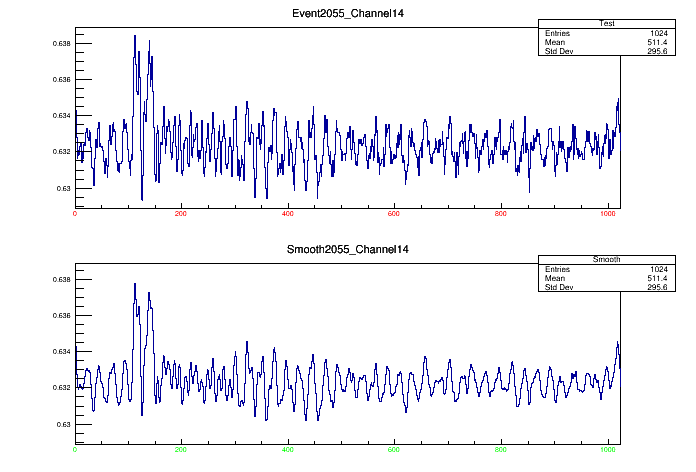 Event2055_Channel14
Test
Entries 1024
Mean 511.4
Std Dev 295.6
0.638
0.636
0.634
0.632
0.63
0 200 400 600 800 1000
Smooth2055_Channel14
Smooth
Entries 1024
Mean 511.4
Std Dev 295.6
0.638
0.636
0.634
0.632
0.63
0 200 400 600 800 1000